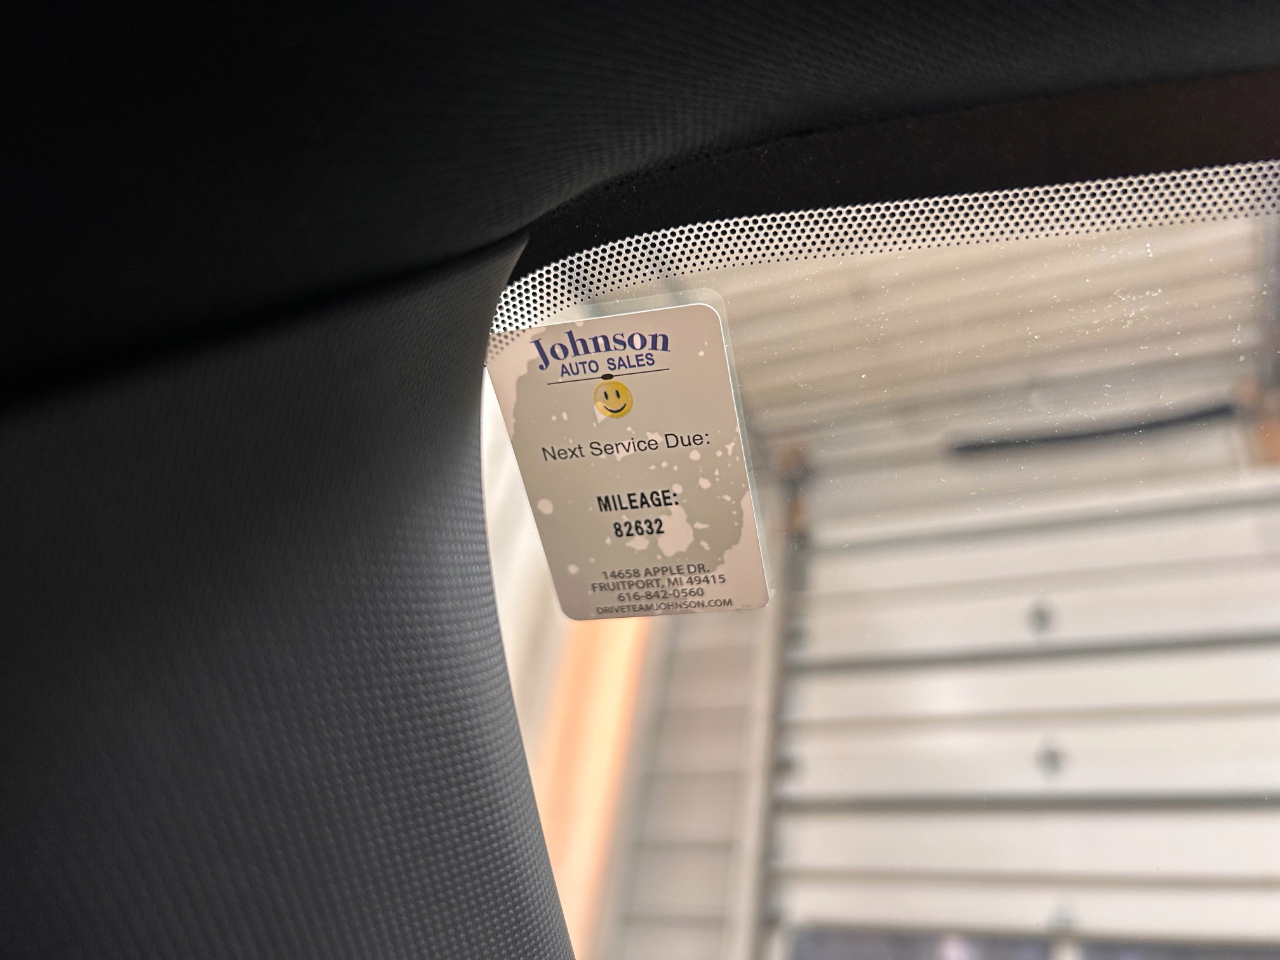 Johnson
AUTO SALES
Next Service Due:
MILEAGE:
82632
14658 APPLE DR.
FRUITPORT, MI 49415
616-842-0560
DRIVETEAMJOHNSON.COM